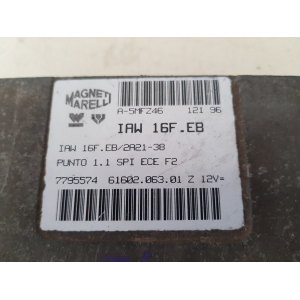 MAGNETI
MARELLI
A-5MFZ46 121 96
IAW 16F.EB
IAW 16F.EB/2A21-38
PUNTO 1.1 SPI ECE F2
7795574 61602.063.01 Z 12V=